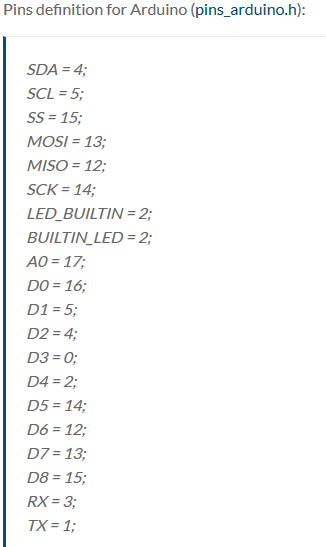 Pins definition for Arduino (pins_arduino.h):
SDA = 4;
SCL = 5;
SS = 15;
MOSI = 13;
MISO = 12;
SCK = 14;
LED_BUILTIN = 2;
BUILTIN_LED = 2;
A0 = 17;
D0 = 16;
D1 = 5;
D2 = 4;
D3 = 0;
D4 = 2;
D5 = 14;
D6 = 12;
D7 = 13;
D8 = 15;
RX = 3;
TX = 1;